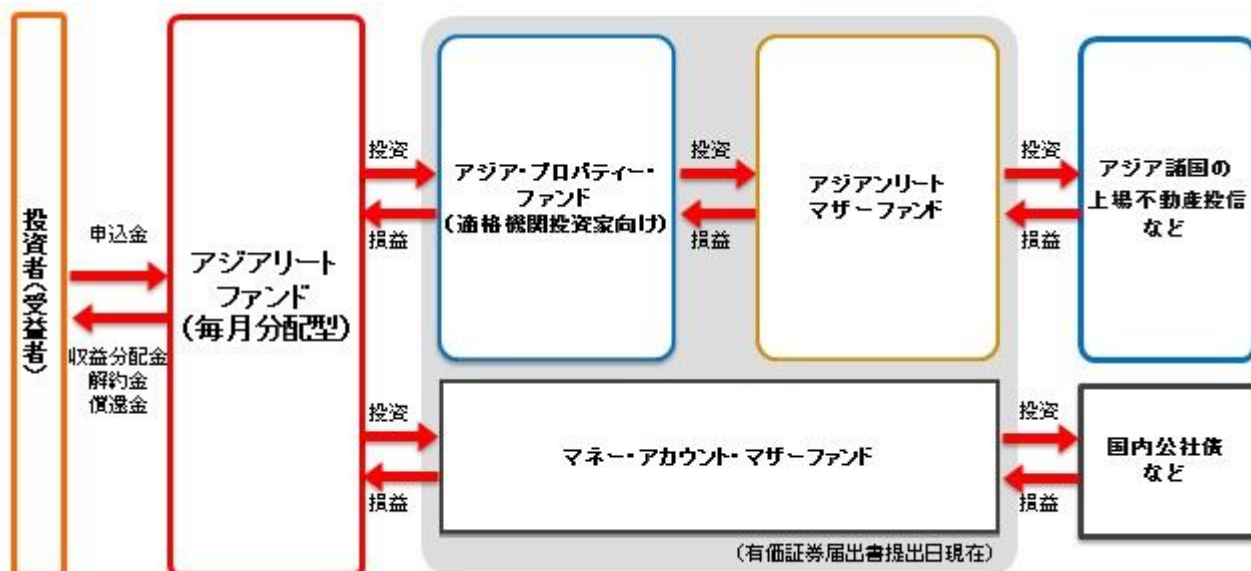 投資者(受益者)
申込金
収益分配金
解約金
償還金
アジアリート
ファンド
(毎月分配型)
投資
損益
アジア・プロパティー・
ファンド
(適格機関投資家向け)
投資
損益
アジアンリート
マザーファンド
投資
損益
アジア諸国の
上場不動産投信
など
投資
損益
マネー・アカウント・マザーファンド
投資
損益
国内公社債
など
(有価証券届出書提出日現在)